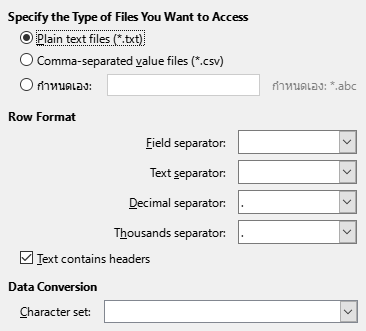 Specify the Type of Files You Want to Access
Plain text files (*.txt)
Comma-separated value files (*.csv)
กำหนดเอง: กำหนดเอง: *.abc
Row Format
Field separator:
Text separator:
Decimal separator: .
Thousands separator: .
Text contains headers
Data Conversion
Character set: